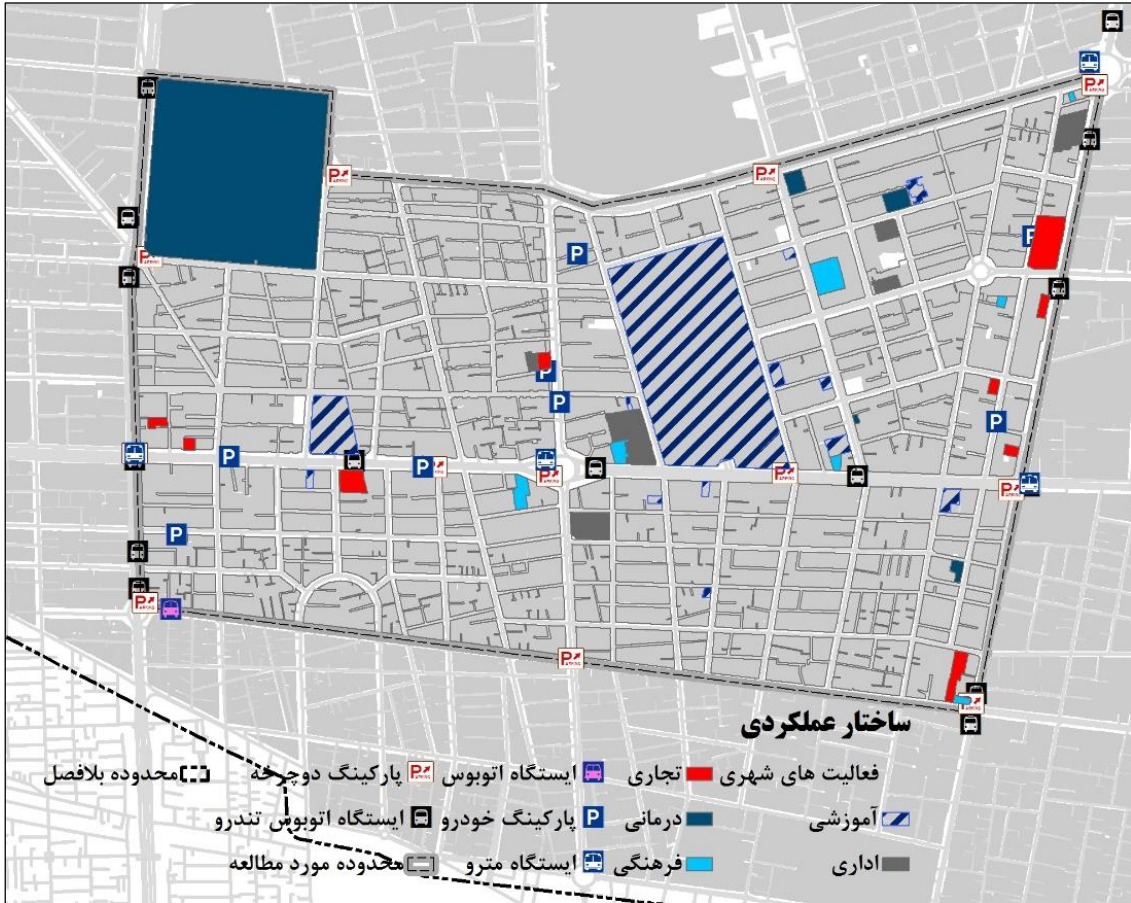 ساختار عملکردی
فعالیت های شهری تجاری ایستگاه اتوبوس پارکینگ دوچرخه محدوده بلافصل
آموزشی درمانی پارکینگ خودرو ایستگاه اتوبوس تندرو
اداری فرهنگی ایستگاه مترو محدوده مورد مطالعه